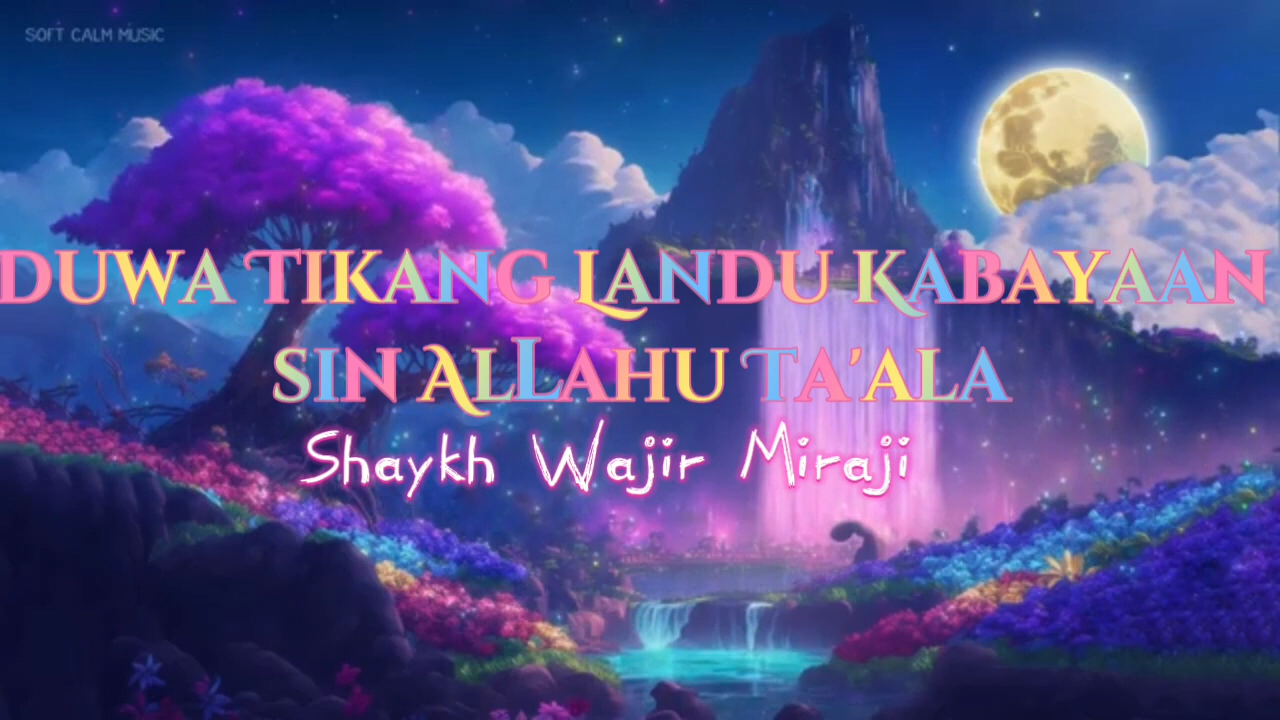 SOFT CALM MUSIC
DUWA TIKANG LANDU KABAYAAN
SIN ALLAHU TA'ALA
Shaykh Wajir Miraji